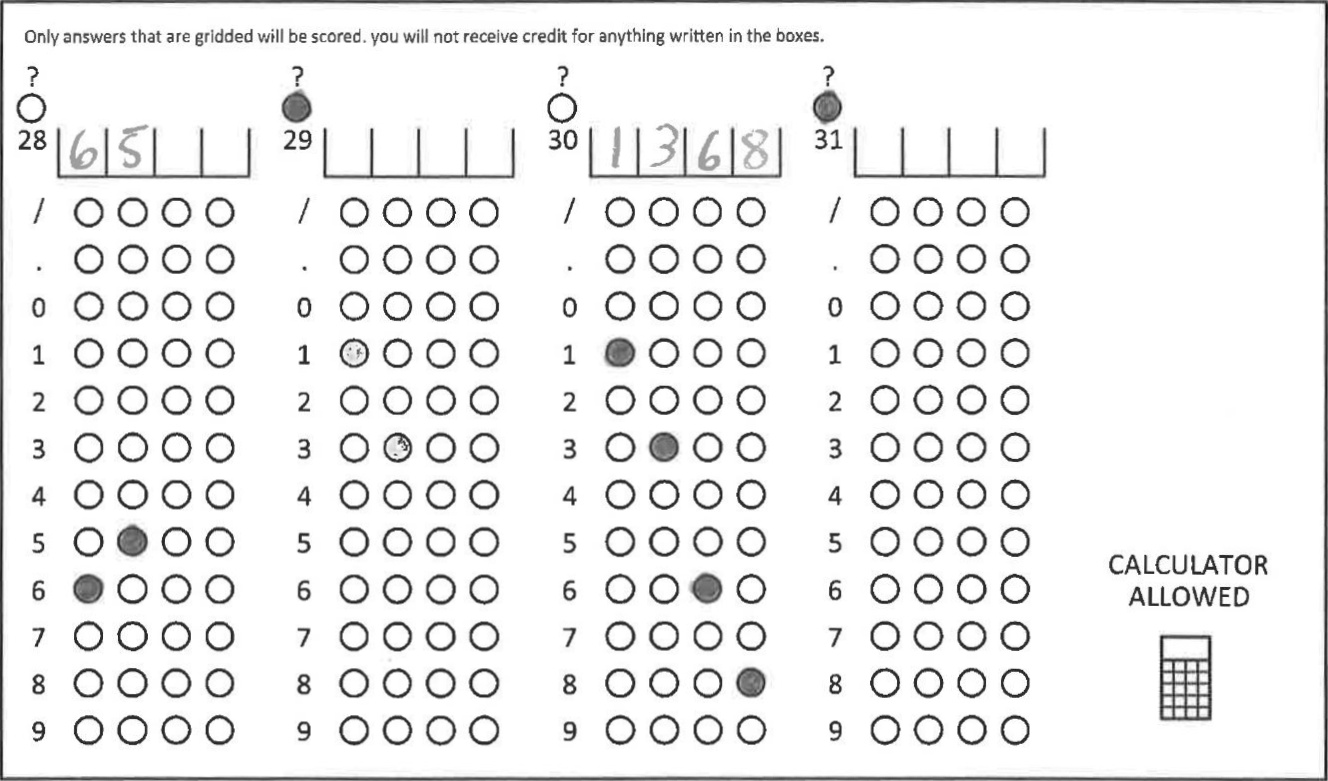 Only answers that are gridded will be scored. you will not receive credit for anything written in the boxes.
? ? ? ?
28 6 5 29 30 1 3 6 8 31
/ / / /
. . . .
0 0 0 0
1 1 1 1
2 2 2 2
3 3 3 3
4 4 4 4
5 5 5 5
6 6 6 6
7 7 7 7
8 8 8 8
9 9 9 9
CALCULATOR
ALLOWED